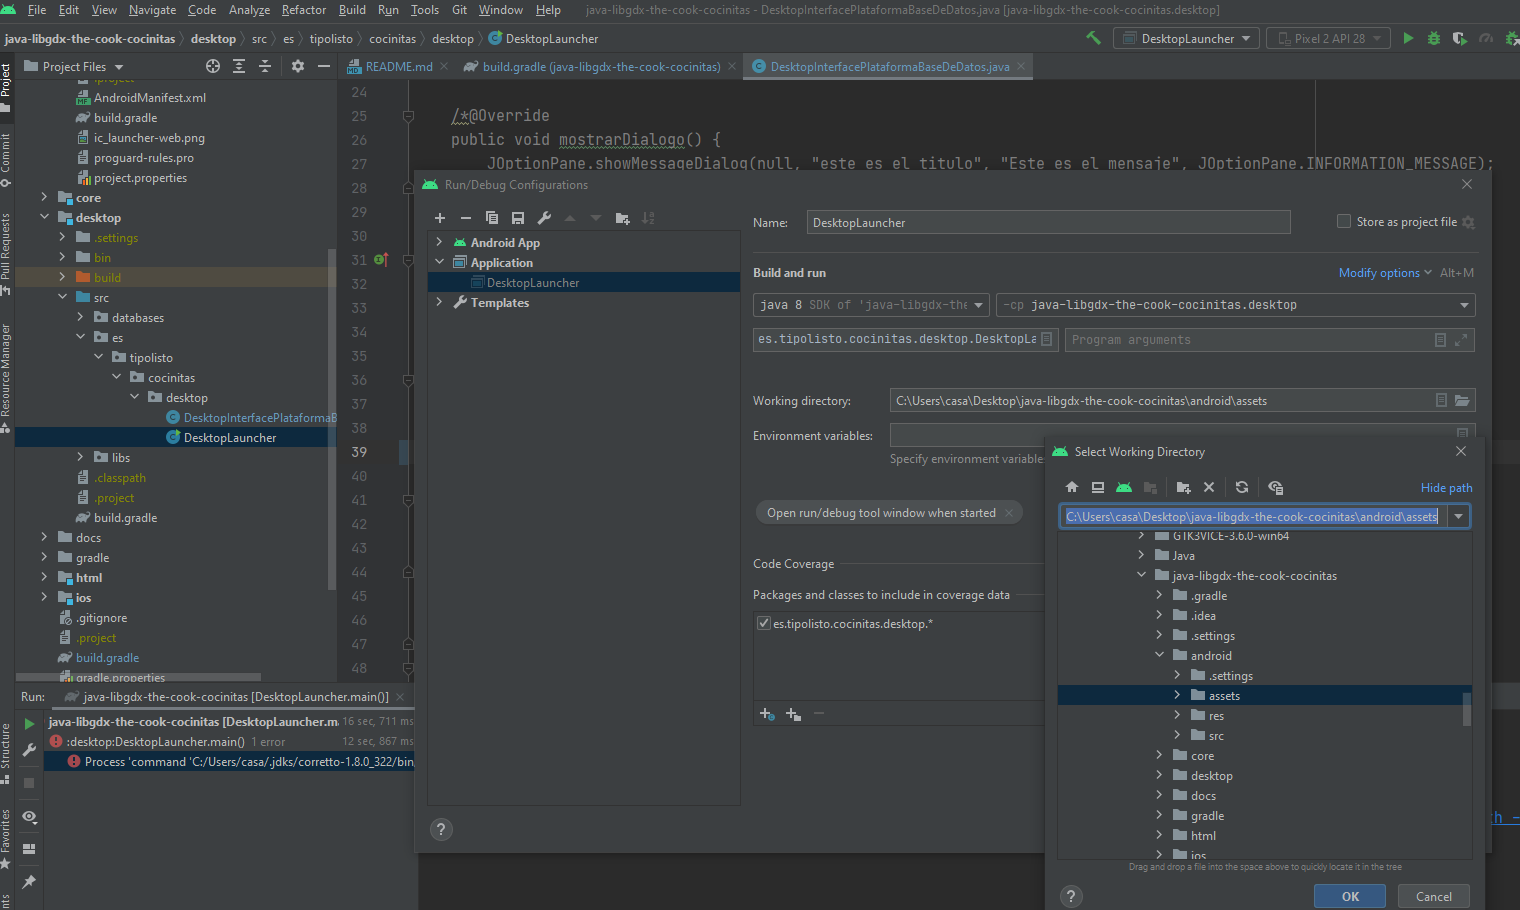 File Edit View Navigate Code Analyze Refactor Build Run Tools Git Window Help java-libgdx-the-cook-cocinitas - DesktopInterfacePlataformaBaseDeDatos.java [java-libgdx-the-cook-cocinitas.desktop]
java-libgdx-the-cook-cocinitas desktop src es tipolisto cocinitas desktop DesktopLauncher DesktopLauncher Pixel 2 API 28
Project Files README.md build.gradle (java-libgdx-the-cook-cocinitas) DesktopInterfacePlataformaBaseDeDatos.java
Project
Commit
Pull Requests
Resource Manager
Structure
Favorites
.project
AndroidManifest.xml
build.gradle
ic_launcher-web.png
proguard-rules.pro
project.properties
core
desktop
.settings
bin
build
src
databases
es
tipolisto
cocinitas
desktop
DesktopInterfacePlataformaB
DesktopLauncher
libs
.classpath
.project
build.gradle
docs
gradle
html
ios
.gitignore
.project
build.gradle
gradle.properties
24
25 /*@Override
26 public void mostrarDialogo() {
27 JOptionPane.showMessageDialog(null, "este es el titulo", "Este es el mensaje", JOptionPane.INFORMATION_MESSAGE);
28
29
30
31
32
33
34
35
36
37
38
39
40
41
42
43
44
45
46
47
48
Run/Debug Configurations
Android App
Application
DesktopLauncher
Templates
Name: DesktopLauncher Store as project file
Build and run Modify options Alt+M
java 8 SDK of 'java-libgdx-the -cp java-libgdx-the-cook-cocinitas.desktop
es.tipolisto.cocinitas.desktop.DesktopLa Program arguments
Working directory: C:\Users\casa\Desktop\java-libgdx-the-cook-cocinitas\android\assets
Environment variables:
Specify environment variable
Open run/debug tool window when started
Code Coverage
Packages and classes to include in coverage data
es.tipolisto.cocinitas.desktop.*
?
Select Working Directory
Hide path
C:\Users\casa\Desktop\java-libgdx-the-cook-cocinitas\android\assets
GTK3VICE-3.6.0-win64
Java
java-libgdx-the-cook-cocinitas
.gradle
.idea
.settings
android
.settings
assets
res
src
core
desktop
docs
gradle
html
ios
Drag and drop a file into the space above to quickly locate it in the tree
? OK Cancel
Run: java-libgdx-the-cook-cocinitas [DesktopLauncher.main()]
java-libgdx-the-cook-cocinitas [DesktopLauncher.m 16 sec, 711 ms
:desktop:DesktopLauncher.main() 1 error 12 sec, 867 ms
Process 'command 'C:/Users/casa/.jdks/corretto-1.8.0_322/bin